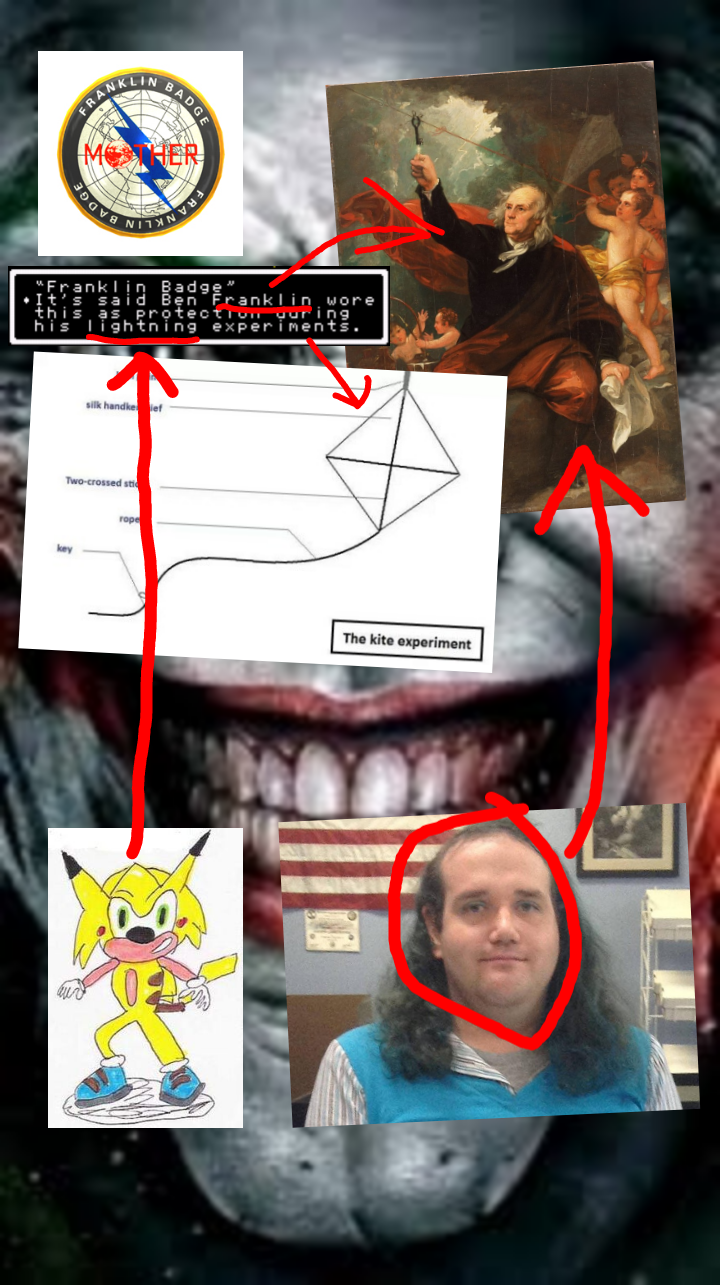 FRANKLIN BADGE
MOTHER
FRANKLIN BADGE
"Franklin Badge"
•It's said Ben Franklin wore
this as protection during
his lightning experiments.
silk handkerchief
Two-crossed sticks
rope
key
The kite experiment